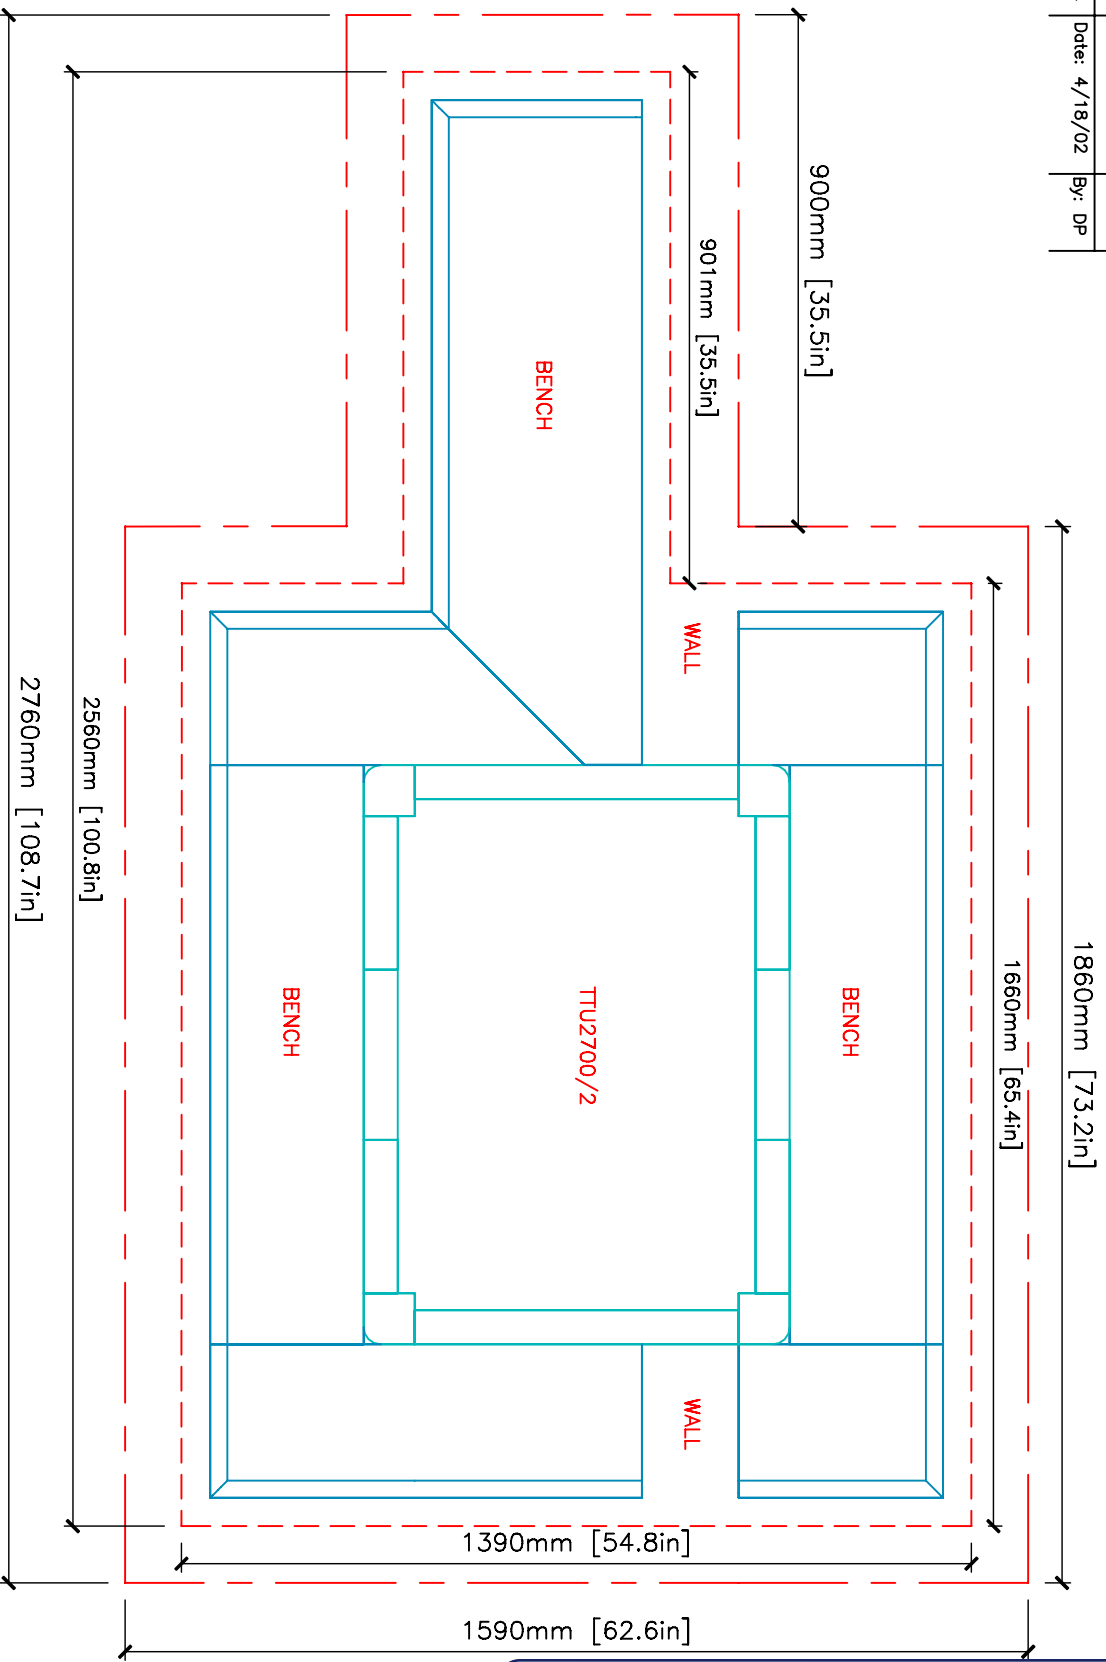 Date: 4/18/02
By: DP
900mm [35.5in]
901mm [35.5in]
BENCH
WALL
1860mm [73.2in]
1660mm [65.4in]
BENCH
TTU2700/2
BENCH
2560mm [100.8in]
2760mm [108.7in]
WALL
1390mm [54.8in]
1590mm [62.6in]